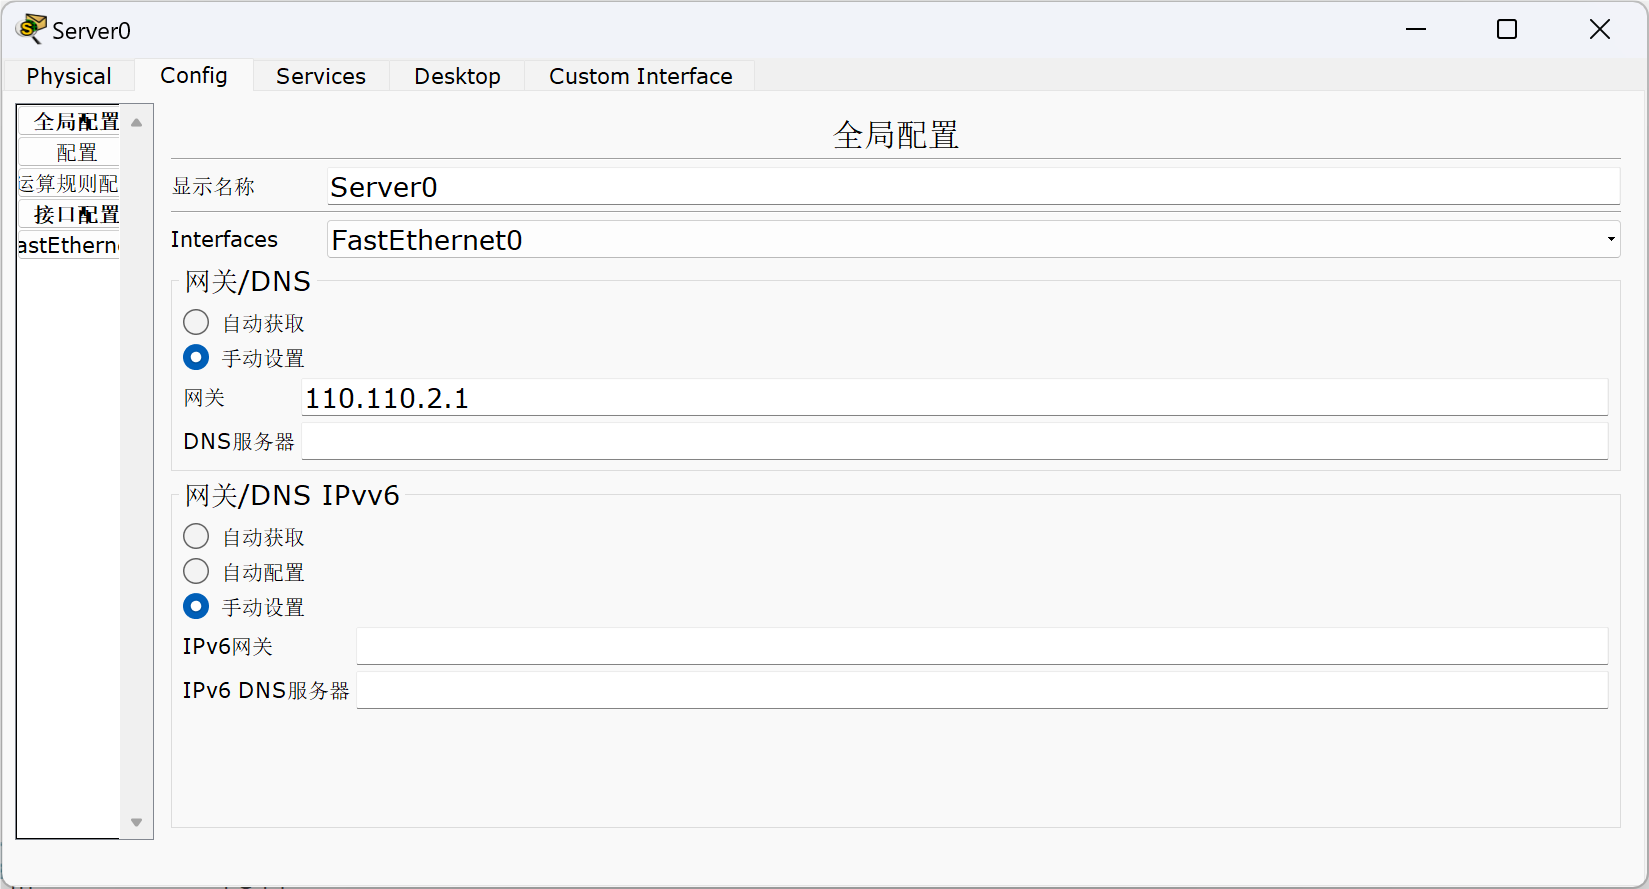 Server0
Physical Config Services Desktop Custom Interface
全局配置
配置
运算规则配
接口配置
astEthern
全局配置
显示名称 Server0
Interfaces FastEthernet0
网关/DNS
自动获取
手动设置
网关 110.110.2.1
DNS服务器
网关/DNS IPvv6
自动获取
自动配置
手动设置
IPv6网关
IPv6 DNS服务器